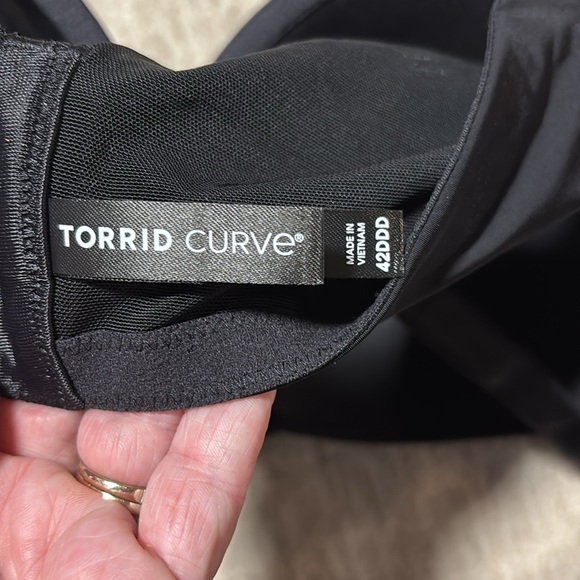 TORRID CURVe®
MADE IN
VIETNAM
42DDD